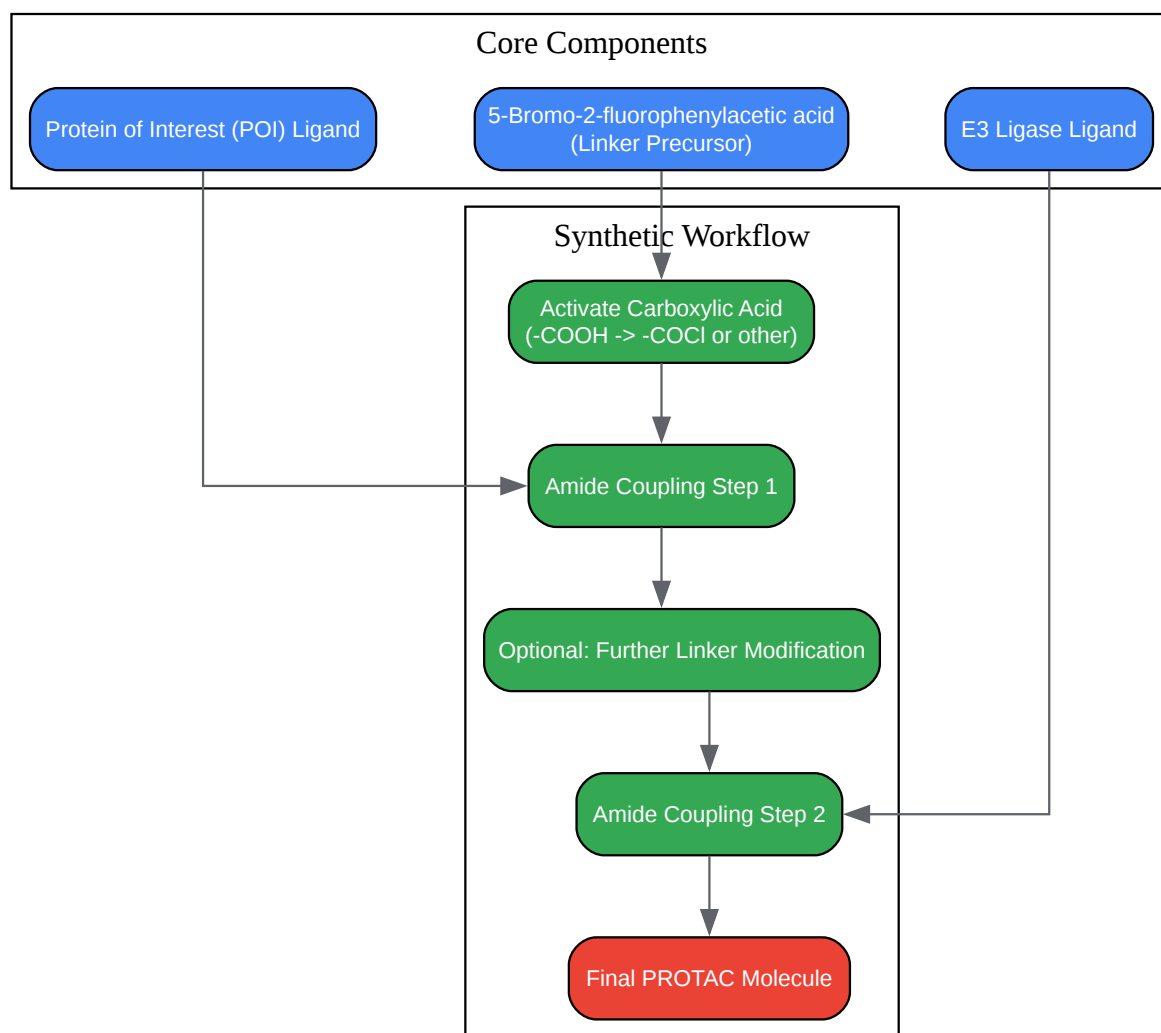 Core Components
Protein of Interest (POI) Ligand
5-Bromo-2-fluorophenylacetic acid
(Linker Precursor)
E3 Ligase Ligand
Synthetic Workflow
Activate Carboxylic Acid
(-COOH -> -COCl or other)
Amide Coupling Step 1
Optional: Further Linker Modification
Amide Coupling Step 2
Final PROTAC Molecule